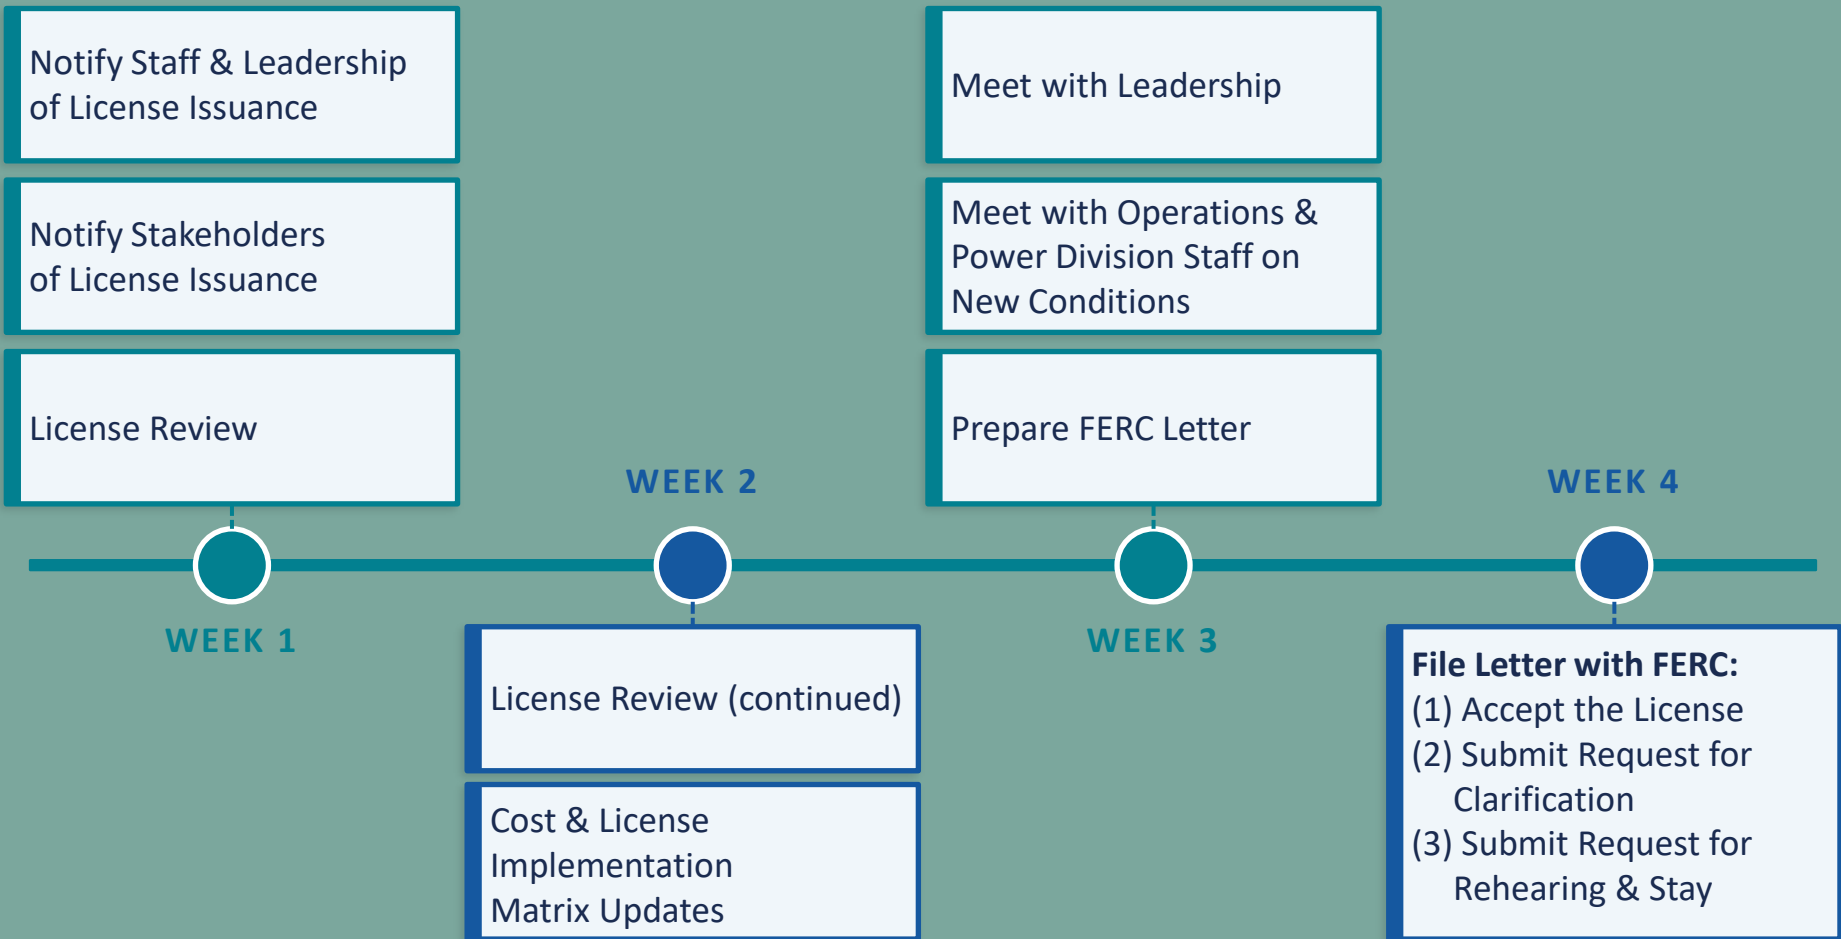 Notify Staff & Leadership
of License Issuance
Notify Stakeholders
of License Issuance
License Review
WEEK 1
WEEK 2
License Review (continued)
Cost & License
Implementation
Matrix Updates
Meet with Leadership
Meet with Operations &
Power Division Staff on
New Conditions
Prepare FERC Letter
WEEK 3
WEEK 4
File Letter with FERC:
(1) Accept the License
(2) Submit Request for
Clarification
(3) Submit Request for
Rehearing & Stay